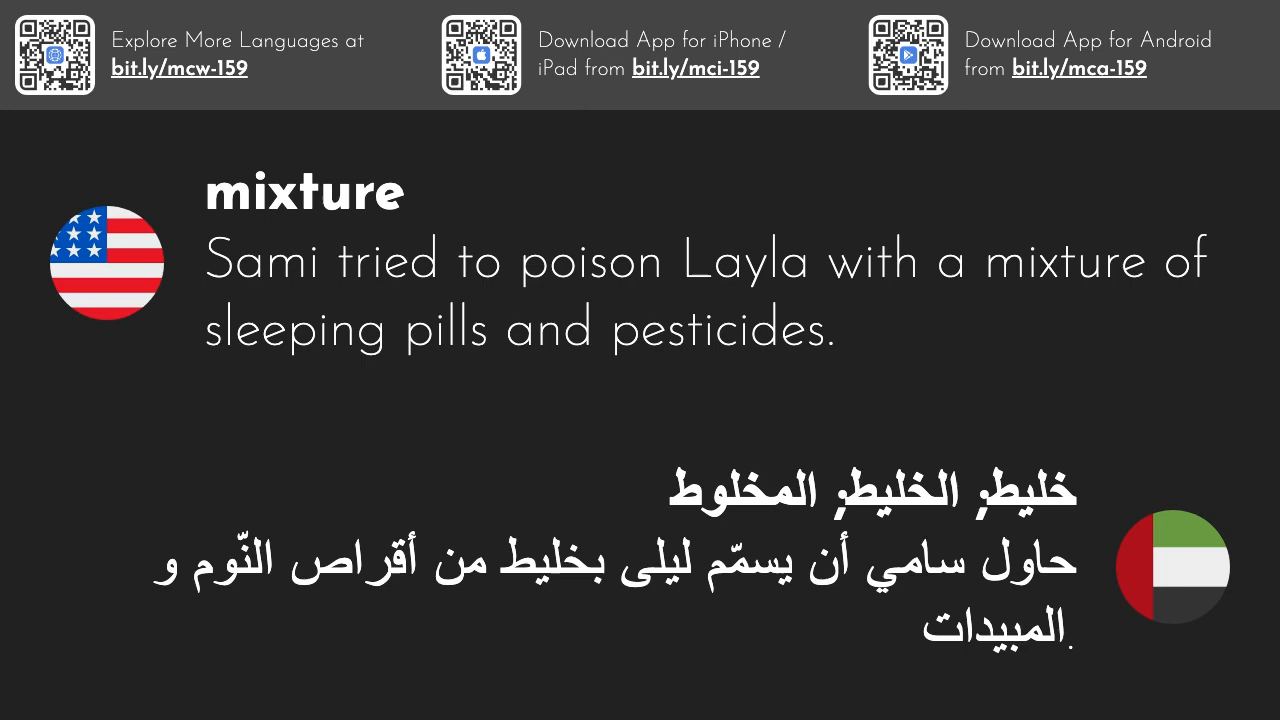 Explore More Languages at
bit.ly/mcw-159
Download App for iPhone /
iPad from bit.ly/mci-159
Download App for Android
from bit.ly/mca-159
mixture
Sami tried to poison Layla with a mixture of
sleeping pills and pesticides.
خليط; الخليط; المخلوط
حاول سامي أن يسمّم ليلى بخليط من أقراص النّوم و
المبيدات.